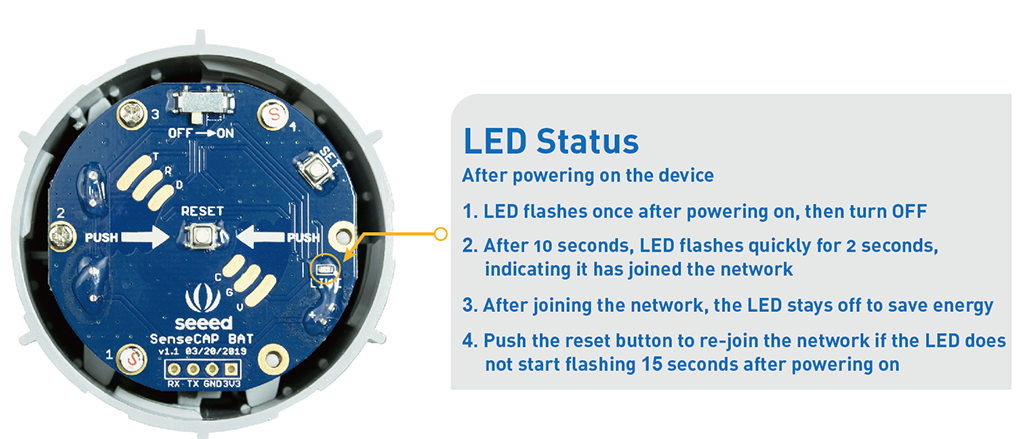 3
4
OFF→ON
SET
T
R
D
RESET
2
PUSH
PUSH
C
G
V
seeed
SenseCAP BAT
v1.1 03/20/2019
1
RX TX GND3V3
LED Status
After powering on the device
1. LED flashes once after powering on, then turn OFF
2. After 10 seconds, LED flashes quickly for 2 seconds,
indicating it has joined the network
3. After joining the network, the LED stays off to save energy
4. Push the reset button to re-join the network if the LED does
not start flashing 15 seconds after powering on